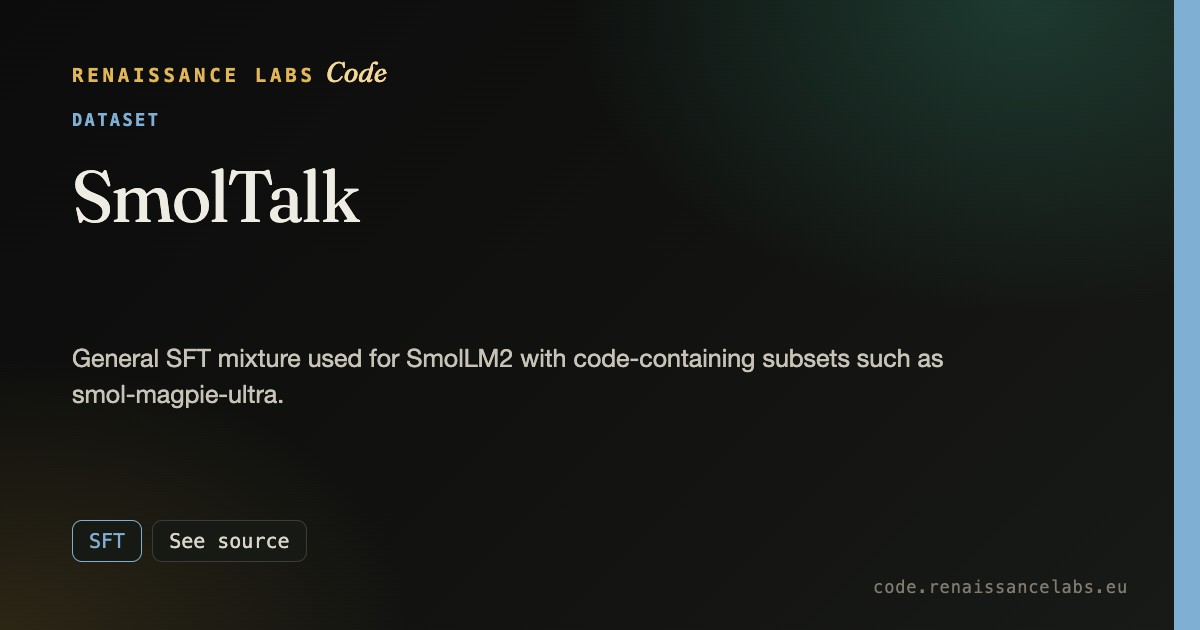 RENAISSANCE LABS Code
DATASET
SmolTalk
General SFT mixture used for SmolLM2 with code-containing subsets such as
smol-magpie-ultra.
SFT
See source
code.renaissancelabs.eu